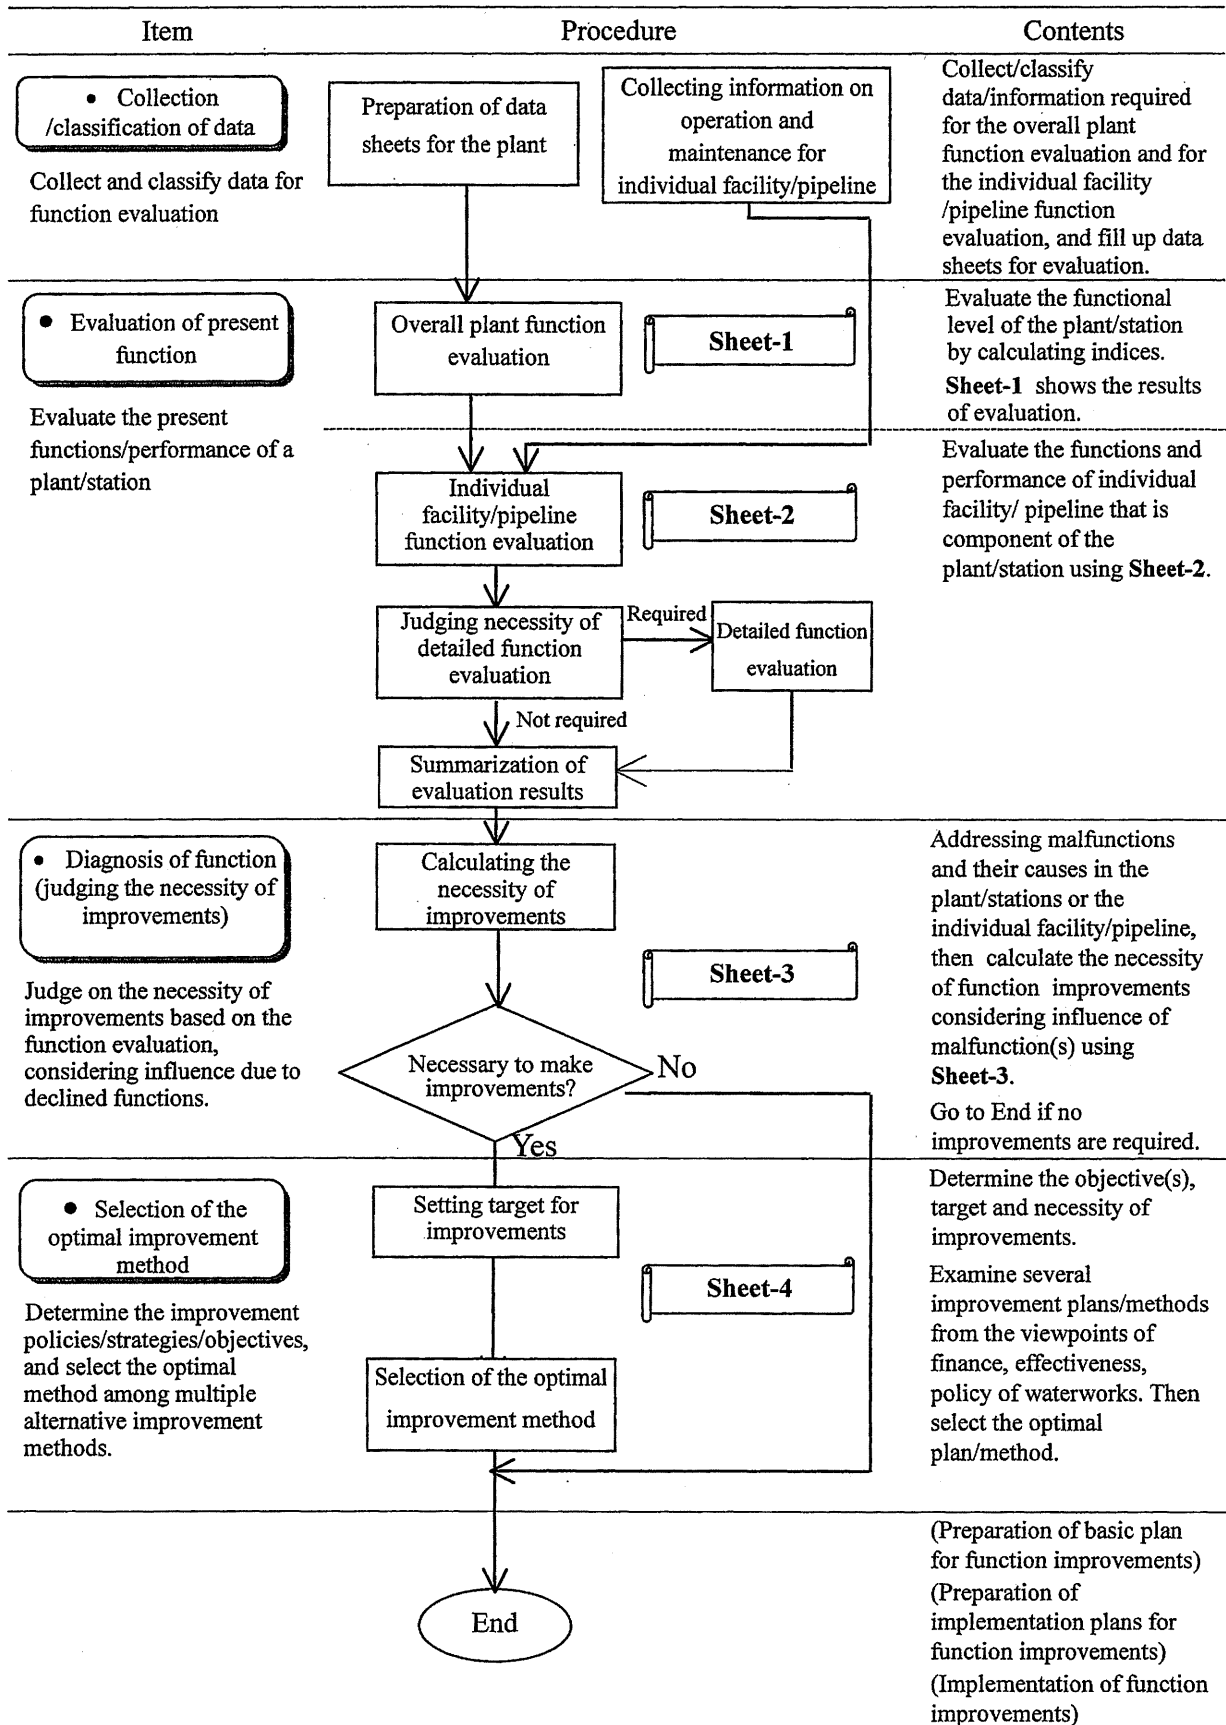 Item
Procedure
Contents
• Collection
/classification of data
Collect and classify data for
function evaluation
Preparation of data
sheets for the plant
Collecting information on
operation and
maintenance for
individual facility/pipeline
Collect/classify
data/information required
for the overall plant
function evaluation and for
the individual facility
/pipeline function
evaluation, and fill up data
sheets for evaluation.
• Evaluation of present
function
Evaluate the present
functions/performance of a
plant/station
Overall plant function
evaluation
Sheet-1
Evaluate the functional
level of the plant/station
by calculating indices.
Sheet-1 shows the results
of evaluation.
Individual
facility/pipeline
function evaluation
Sheet-2
Evaluate the functions and
performance of individual
facility/ pipeline that is
component of the
plant/station using Sheet-2.
Judging necessity of
detailed function
evaluation
Required
Detailed function
evaluation
Not required
Summarization of
evaluation results
• Diagnosis of function
(judging the necessity of
improvements)
Judge on the necessity of
improvements based on the
function evaluation,
considering influence due to
declined functions.
Calculating the
necessity of
improvements
Sheet-3
Necessary to make
improvements?
No
Yes
Addressing malfunctions
and their causes in the
plant/stations or the
individual facility/pipeline,
then calculate the necessity
of function improvements
considering influence of
malfunction(s) using
Sheet-3.
Go to End if no
improvements are required.
• Selection of the
optimal improvement
method
Determine the improvement
policies/strategies/objectives,
and select the optimal
method among multiple
alternative improvement
methods.
Setting target for
improvements
Sheet-4
Selection of the optimal
improvement method
Determine the objective(s),
target and necessity of
improvements.
Examine several
improvement plans/methods
from the viewpoints of
finance, effectiveness,
policy of waterworks. Then
select the optimal
plan/method.
End
(Preparation of basic plan
for function improvements)
(Preparation of
implementation plans for
function improvements)
(Implementation of function
improvements)